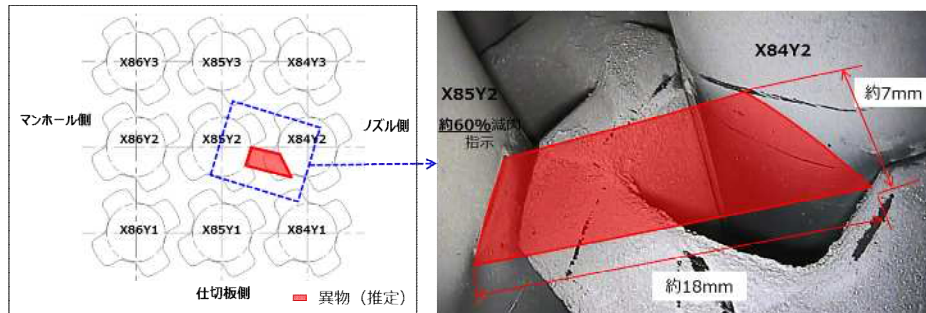 X86Y3
X85Y3
X84Y3
マンホール側
ノズル側
X86Y2
X85Y2
X84Y2
X86Y1
X85Y1
X84Y1
仕切板側
異物（推定）
X84Y2
X85Y2
約60%減肉
指示
約7mm
約18mm